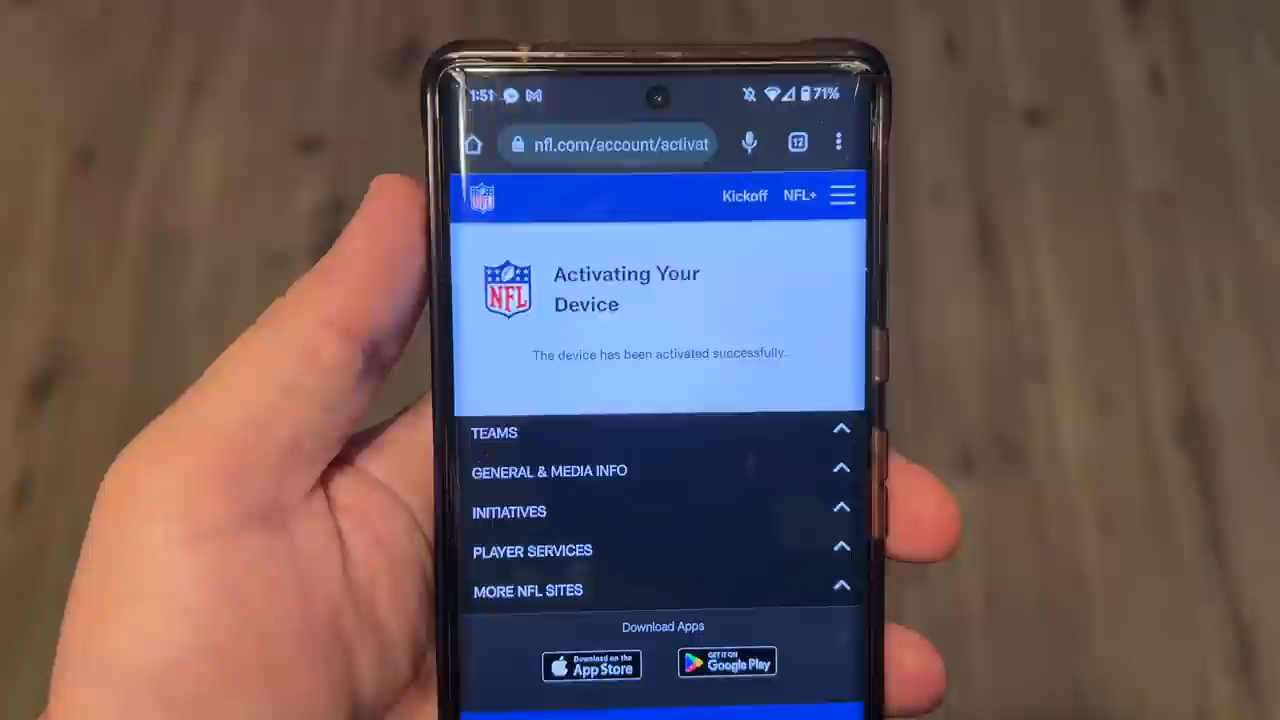 1:51 71%
nfl.com/account/activat 12
NFL Kickoff NFL+
NFL
Activating Your
Device
The device has been activated successfully.
TEAMS
GENERAL & MEDIA INFO
INITIATIVES
PLAYER SERVICES
MORE NFL SITES
Download Apps
Download on the
App Store
GET IT ON
Google Play